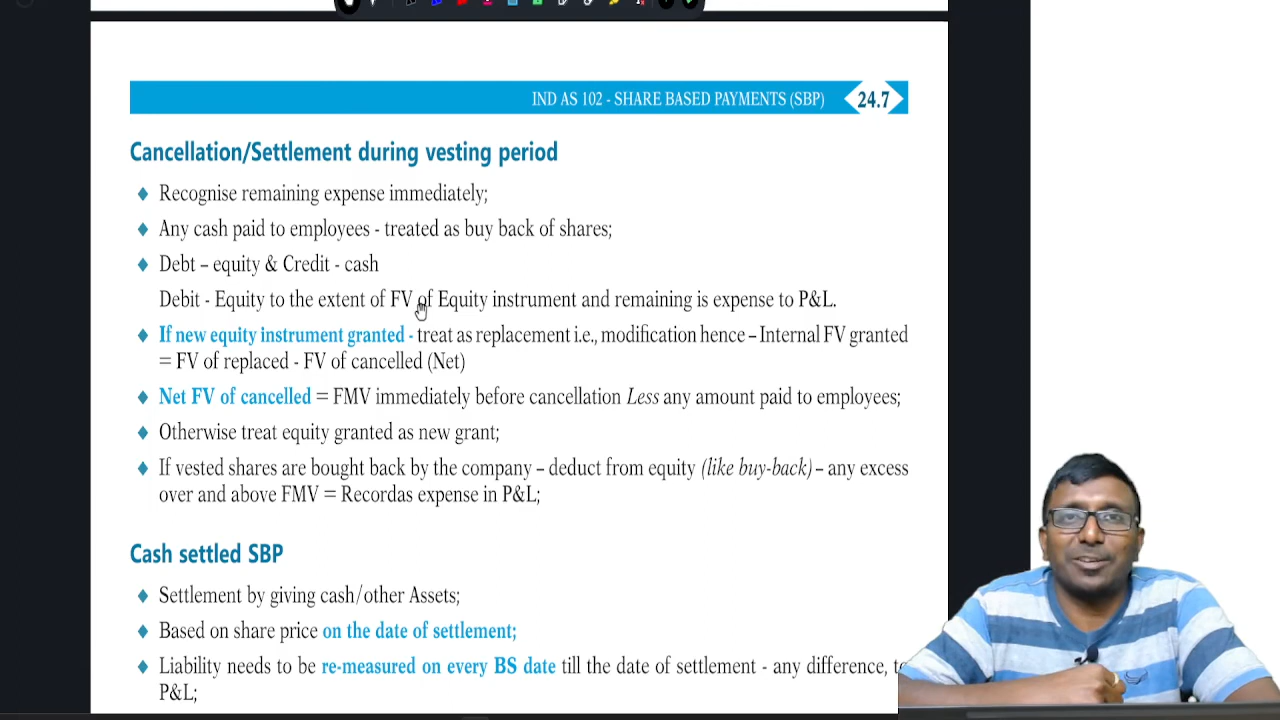 IND AS 102 - SHARE BASED PAYMENTS (SBP) 24.7
Cancellation/Settlement during vesting period
Recognise remaining expense immediately;
Any cash paid to employees - treated as buy back of shares;
Debt – equity & Credit - cash
Debit - Equity to the extent of FV of Equity instrument and remaining is expense to P&L.
If new equity instrument granted - treat as replacement i.e., modification hence – Internal FV granted
= FV of replaced - FV of cancelled (Net)
Net FV of cancelled = FMV immediately before cancellation Less any amount paid to employees;
Otherwise treat equity granted as new grant;
If vested shares are bought back by the company – deduct from equity (like buy-back) – any excess
over and above FMV = Recordas expense in P&L;
Cash settled SBP
Settlement by giving cash/other Assets;
Based on share price on the date of settlement;
Liability needs to be re-measured on every BS date till the date of settlement - any difference, to
P&L;